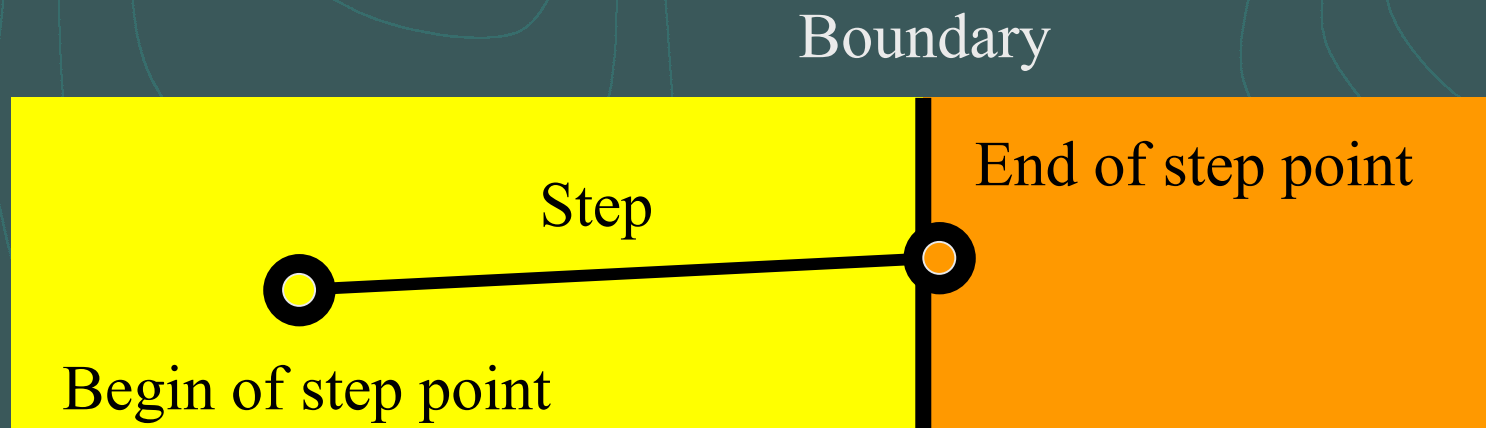 Boundary
End of step point
Step
Begin of step point